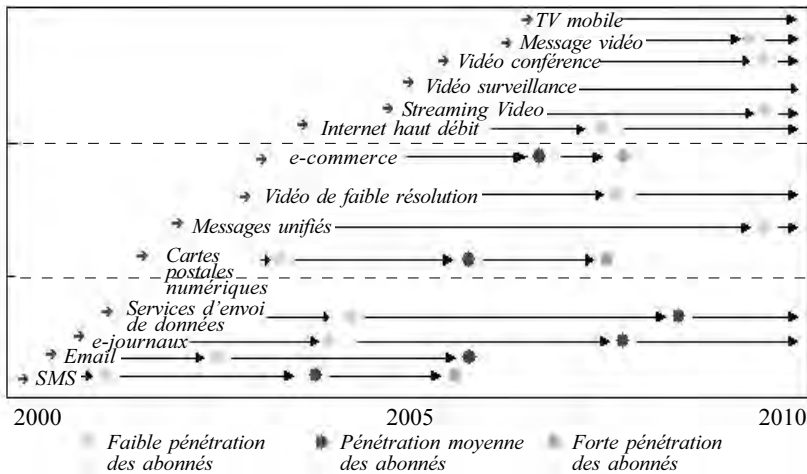 TV mobile
Message vidéo
Vidéo conférence
Vidéo surveillance
Streaming Video
Internet haut débit
e-commerce
Vidéo de faible résolution
Messages unifiés
Cartes
postales
numériques
Services d'envoi
de données
e-journaux
Email
SMS
2000 2005 2010
Faible pénétration
des abonnés
Pénétration moyenne
des abonnés
Forte pénétration
des abonnés